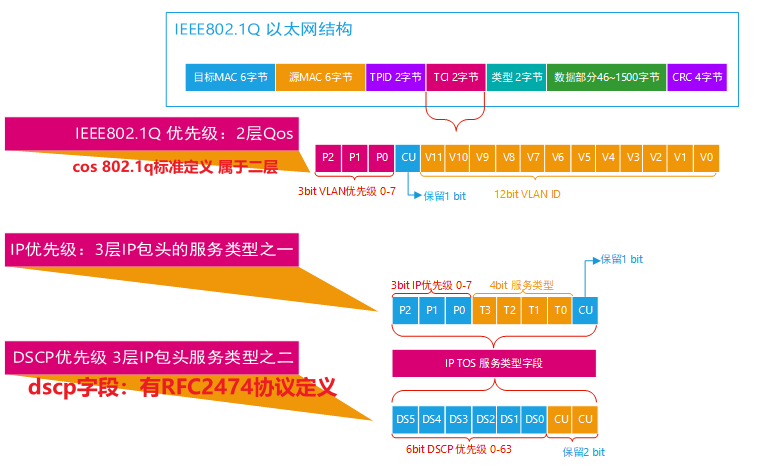 IEEE802.1Q 以太网结构
目标MAC 6字节 源MAC 6字节 TPID 2字节 TCI 2字节 类型 2字节 数据部分46~1500字节 CRC 4字节
IEEE802.1Q 优先级：2层Qos
cos 802.1q标准定义 属于二层
P2 P1 P0 CU V11 V10 V9 V8 V7 V6 V5 V4 V3 V2 V1 V0
3bit VLAN优先级 0-7
保留1 bit
12bit VLAN ID
IP优先级：3层IP包头的服务类型之一
保留1 bit
3bit IP优先级 0-7
4bit 服务类型
P2 P1 P0 T3 T2 T1 T0 CU
DSCP优先级 3层IP包头服务类型之二
dscp字段：有RFC2474协议定义
IP TOS 服务类型字段
DS5 DS4 DS3 DS2 DS1 DS0 CU CU
6bit DSCP 优先级 0-63
保留2 bit